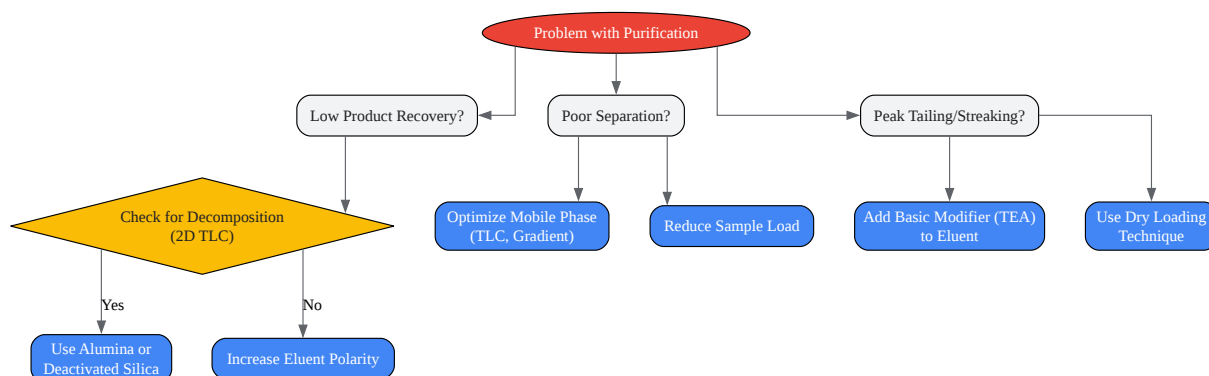 Problem with Purification
Low Product Recovery?
Poor Separation?
Peak Tailing/Streaking?
Check for Decomposition
(2D TLC)
Optimize Mobile Phase
(TLC, Gradient)
Reduce Sample Load
Add Basic Modifier (TEA)
to Eluent
Use Dry Loading
Technique
Yes
No
Use Alumina or
Deactivated Silica
Increase Eluent Polarity